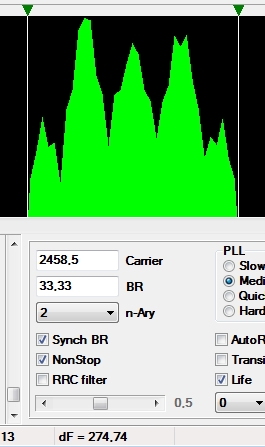 PLL
2458,5 Carrier Slow
33,33 BR Medi
2 n-Ary Quic
Hard
Synch BR AutoR
NonStop Transi
RRC filter Life
0,5 0
13 dF = 274,74